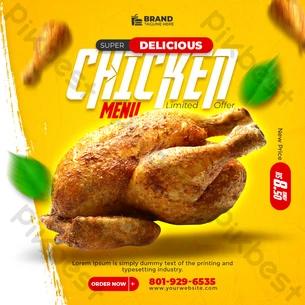 BRAND
TAGLINE HERE
SUPER DELICIOUS
CHICKEN
MENU
Limited Offer
New Price
$8.50
Lorem ipsum is simply dummy
text of the printing and typesetting
industry.
ORDER NOW
801-929-6535
www.yourwebsite.com